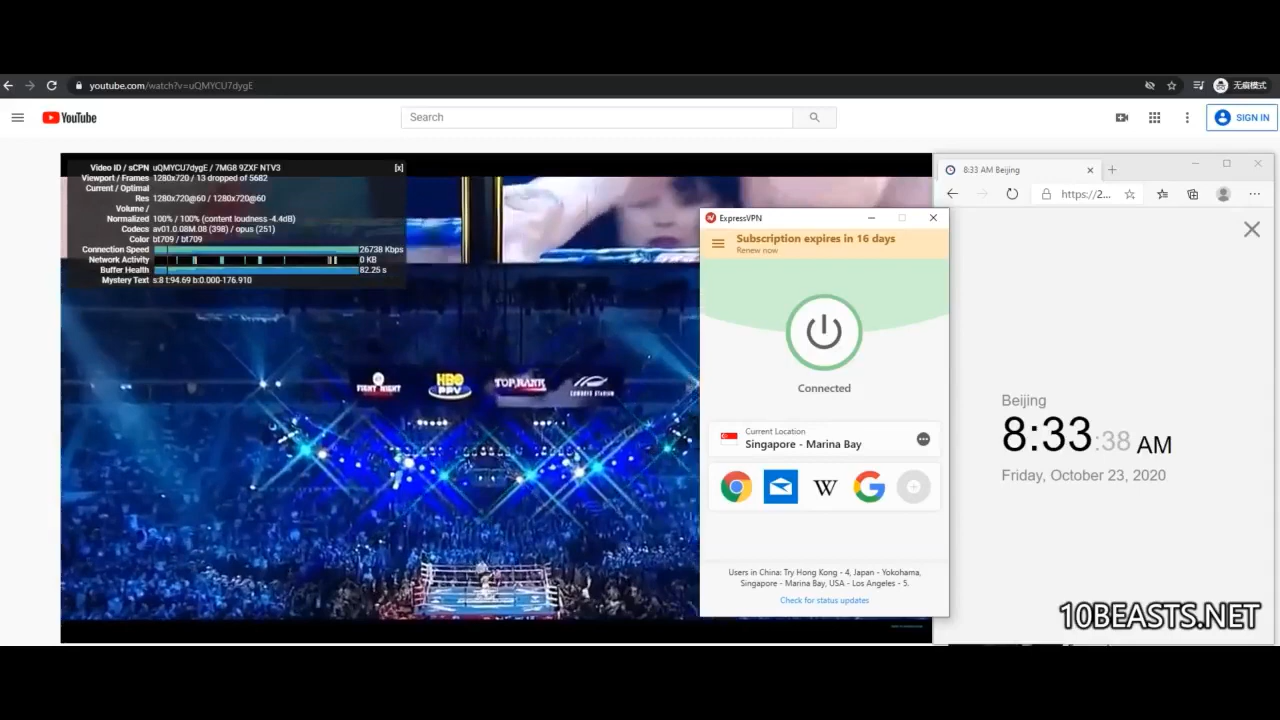 youtube.com/watch?v=uQMYCU7dygE
无痕模式
YouTube
Search
SIGN IN
Video ID / sCPN uQMYCU7dygE / 7MG8 9ZXF NTV3
[x]
Viewport / Frames 1280x720 / 13 dropped of 5682
Current / Optimal
Res 1280x720@60 / 1280x720@60
Volume /
Normalized 100% / 100% (content loudness -4.4dB)
Codecs av01.0.08M.08 (398) / opus (251)
Color bt709 / bt709
Connection Speed 26738 Kbps
Network Activity 0 KB
Buffer Health 82.25 s
Mystery Text s:8 t:94.69 b:0.000-176.910
FIGHT NIGHT
HBO
PPV
TOP RANK
COWBOYS STADIUM
ExpressVPN
Subscription expires in 16 days
Renew now
Connected
Current Location
Singapore - Marina Bay
W
Users in China: Try Hong Kong - 4, Japan - Yokohama,
Singapore - Marina Bay, USA - Los Angeles - 5.
Check for status updates
8:33 AM Beijing
https://2...
Beijing
8:33:38 AM
Friday, October 23, 2020
10BEASTS.NET